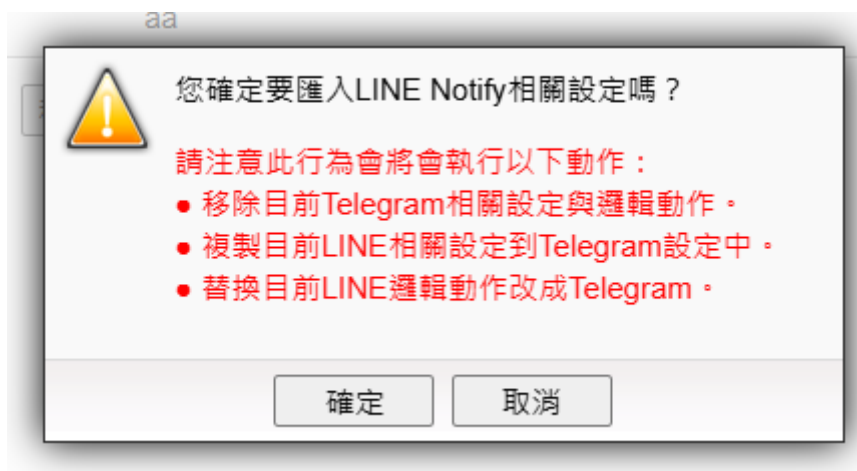 aa
您確定要匯入LINE Notify相關設定嗎？
請注意此行為會將會執行以下動作：
● 移除目前Telegram相關設定與邏輯動作。
● 複製目前LINE相關設定到Telegram設定中。
● 替換目前LINE邏輯動作改成Telegram。
確定 取消